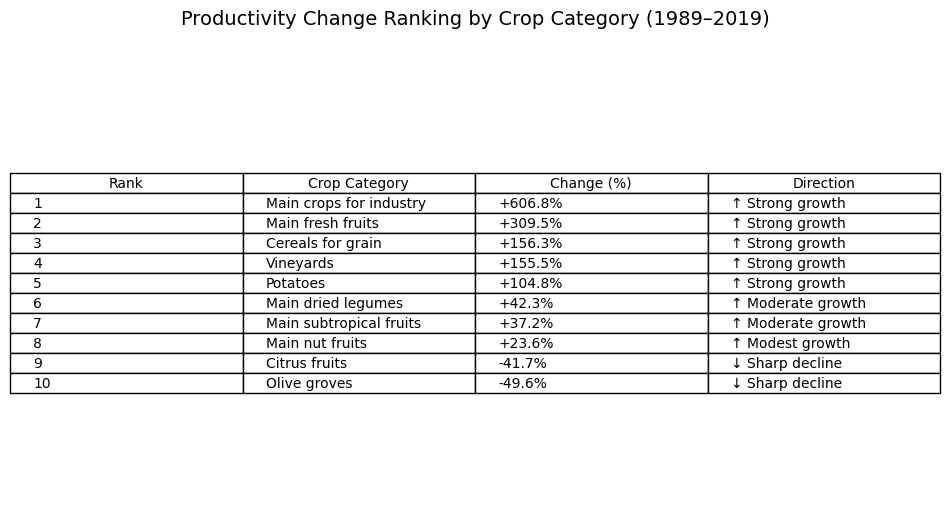 Productivity Change Ranking by Crop Category (1989–2019)
Rank Crop Category Change (%) Direction
1 Main crops for industry +606.8% ↑ Strong growth
2 Main fresh fruits +309.5% ↑ Strong growth
3 Cereals for grain +156.3% ↑ Strong growth
4 Vineyards +155.5% ↑ Strong growth
5 Potatoes +104.8% ↑ Strong growth
6 Main dried legumes +42.3% ↑ Moderate growth
7 Main subtropical fruits +37.2% ↑ Moderate growth
8 Main nut fruits +23.6% ↑ Modest growth
9 Citrus fruits -41.7% ↓ Sharp decline
10 Olive groves -49.6% ↓ Sharp decline